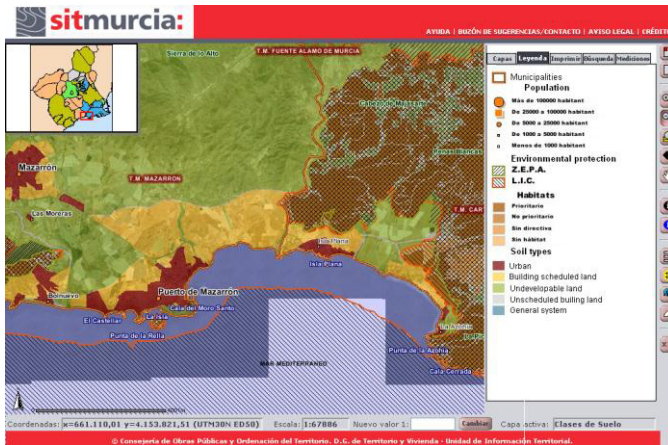 sitmurcia:
AYUDA | BUZÓN DE SUGERENCIAS/CONTACTO | AVISO LEGAL | CRÉDIT
Sierra de lo Alto
T.M. FUENTE ALAMO DE MURCIA
Mazarrón
T.M. MAZARRON
T.M. CAR
Las Moreras
Isla Plana
Isla Plana
Bolnuevo
Puerto de Mazarrón
Cala del Moro Santo
El Castellar
La Isla
Punta de la Rella
La Azohía
Punta de la Azohía
Cala Cerrada
MAR MEDITERRANEO
Capas Leyenda Imprimir Búsqueda Mediciones
Municipalities
Population
Más de 100000 habitant
De 25000 a 100000 habitant
De 5000 a 25000 habitant
De 1000 a 5000 habitant
Menos de 1000 habitant
Environmental protection
Z.E.P.A.
L.I.C.
Habitats
Prioritario
No prioritario
Sin directiva
Sin hábitat
Soil types
Urban
Building scheduled land
Undevelopable land
Unscheduled builing land
General system
Coordenadas: x=661.110,01 y=4.153.821,51 (UTM30N ED50) Escala: 1:67886 Nuevo valor 1: Cambiar Capa activa: Clases de Suelo
© Consejería de Obras Públicas y Ordenación del Territorio. D.G. de Territorio y Vivienda - Unidad de Información Territorial.